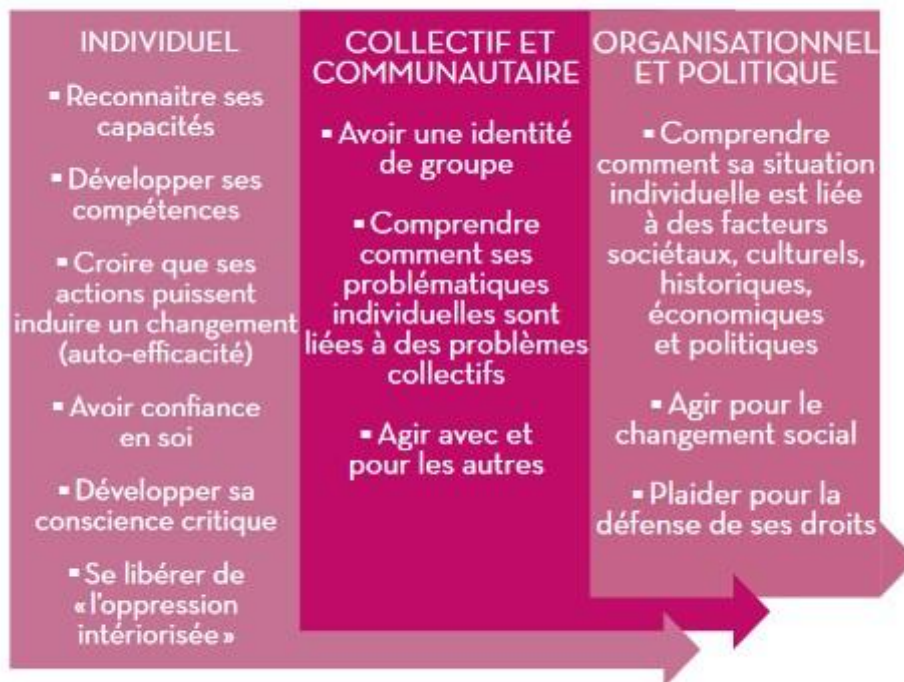 INDIVIDUEL
▪ Reconnaitre ses
capacités
▪ Développer ses
compétences
▪ Croire que ses
actions puissent
induire un changement
(auto-efficacité)
▪ Avoir confiance
en soi
▪ Développer sa
conscience critique
▪ Se libérer de
« l'oppression
intériorisée »
COLLECTIF ET
COMMUNAUTAIRE
▪ Avoir une identité
de groupe
▪ Comprendre
comment ses
problématiques
individuelles sont
liées à des problèmes
collectifs
▪ Agir avec et
pour les autres
ORGANISATIONNEL
ET POLITIQUE
▪ Comprendre
comment sa situation
individuelle est liée
à des facteurs
sociétaux, culturels,
historiques,
économiques
et politiques
▪ Agir pour le
changement social
▪ Plaider pour la
défense de ses droits